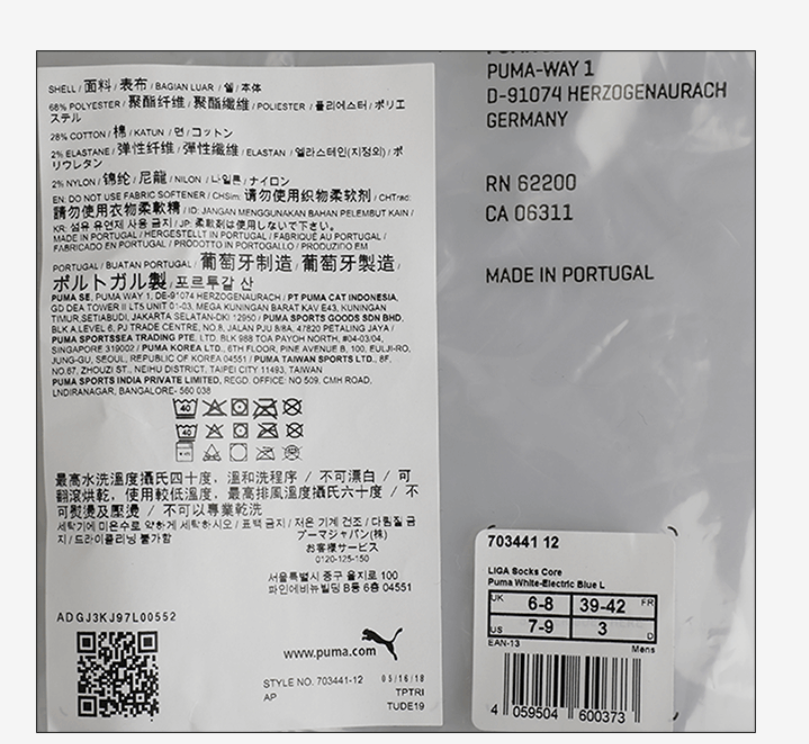 SHELL / 面料 / 表布 / BAGIAN LUAR / 쉘 / 本体
68% POLYESTER / 聚酯纤维 / 聚酯纖維 / POLIESTER / 폴리에스터 / ポリエ
ステル
28% COTTON / 棉 / KATUN / 면 / コットン
2% ELASTANE / 弹性纤维 / 彈性纖維 / ELASTAN / 엘라스테인(지정외) / ポ
リウレタン
2% NYLON / 锦纶 / 尼龍 / NILON / 나일론 / ナイロン
EN: DO NOT USE FABRIC SOFTENER / CHSim: 请勿使用织物柔软剂 / CHTrad:
請勿使用衣物柔軟精 / ID: JANGAN MENGGUNAKAN BAHAN PELEMBUT KAIN /
KR: 섬유 유연제 사용 금지 / JP: 柔軟剤は使用しないで下さい。
MADE IN PORTUGAL / HERGESTELLT IN PORTUGAL / FABRIQUÉ AU PORTUGAL /
FABRICADO EN PORTUGAL / PRODOTTO IN PORTOGALLO / PRODUZIDO EM
PORTUGAL / BUATAN PORTUGAL / 葡萄牙制造 / 葡萄牙製造 /
ポルトガル製 / 포르투갈 산
PUMA SE, PUMA WAY 1, DE-91074 HERZOGENAURACH / PT PUMA CAT INDONESIA,
GD DEA TOWER II LT5 UNIT 01-03, MEGA KUNINGAN BARAT KAV E43, KUNINGAN
TIMUR,SETIABUDI, JAKARTA SELATAN-DKI 12950 / PUMA SPORTS GOODS SDN BHD,
BLK A,LEVEL 6, PJ TRADE CENTRE, NO.8, JALAN PJU 8/8A, 47820 PETALING JAYA /
PUMA SPORTSSEA TRADING PTE. LTD. BLK 988 TOA PAYOH NORTH, #04-03/04,
SINGAPORE 319002 / PUMA KOREA LTD., 6TH FLOOR, PINE AVENUE B, 100, EULJI-RO,
JUNG-GU, SEOUL, REPUBLIC OF KOREA 04551 / PUMA TAIWAN SPORTS LTD., 8F,
NO.67, ZHOUZI ST., NEIHU DISTRICT, TAIPEI CITY 11493, TAIWAN
PUMA SPORTS INDIA PRIVATE LIMITED, REGD. OFFICE: NO 509, CMH ROAD,
LNDIRANAGAR, BANGALORE- 560 038
40
40
最高水洗溫度攝氏四十度，溫和洗程序 / 不可漂白 / 可
翻滾烘乾，使用較低溫度，最高排風溫度攝氏六十度 / 不
可熨燙及壓燙 / 不可以專業乾洗
세탁기에 미온수로 약하게 세탁하시오 / 표백 금지 / 저온 기계 건조 / 다림질 금
지 / 드라이클리닝 불가함
プーマジャパン(株)
お客様サービス
0120-125-150
서울특별시 중구 을지로 100
파인에비뉴빌딩 B동 6층 04551
ADGJ3KJ97L00552
www.puma.com
STYLE NO. 703441-12 05/16/18
AP TPTRI
TUDE19
PUMA-WAY 1
D-91074 HERZOGENAURACH
GERMANY
RN 62200
CA 06311
MADE IN PORTUGAL
703441 12
LIGA Socks Core
Puma White-Electric Blue L
UK 6-8 39-42 FR
US 7-9 3 D
EAN-13 Mens
4 059504 600373